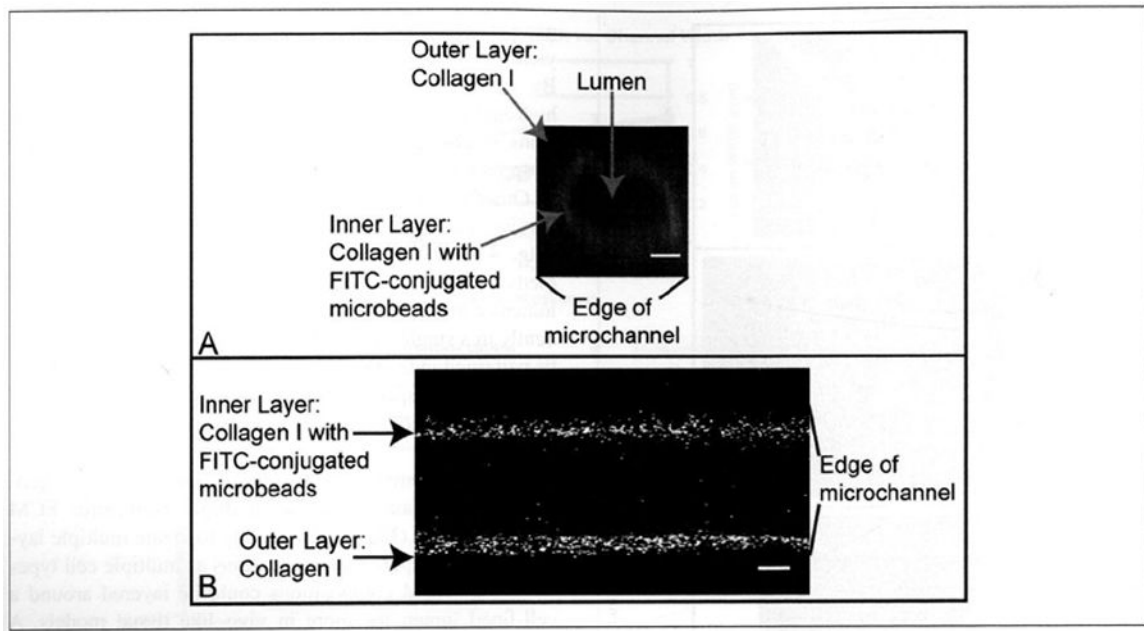 Outer Layer:
Collagen I
Lumen
Inner Layer:
Collagen I with
FITC-conjugated
microbeads
Edge of
microchannel
A
Inner Layer:
Collagen I with
FITC-conjugated
microbeads
Edge of
microchannel
Outer Layer:
Collagen I
B